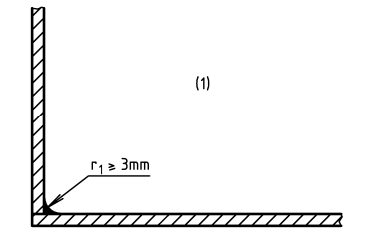 (1)
r₁ ≥ 3mm